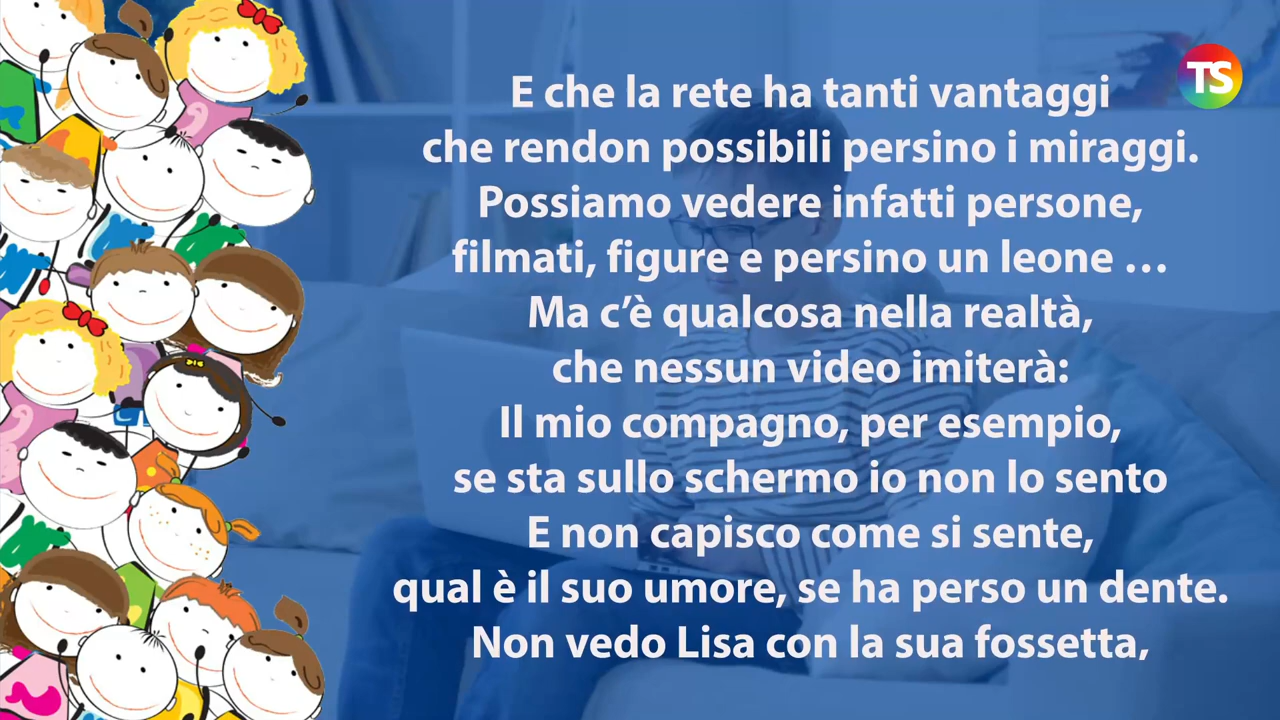 TS
E che la rete ha tanti vantaggi
che rendon possibili persino i miraggi.
Possiamo vedere infatti persone,
filmati, figure e persino un leone …
Ma c’è qualcosa nella realtà,
che nessun video imiterà:
Il mio compagno, per esempio,
se sta sullo schermo io non lo sento
E non capisco come si sente,
qual è il suo umore, se ha perso un dente.
Non vedo Lisa con la sua fossetta,